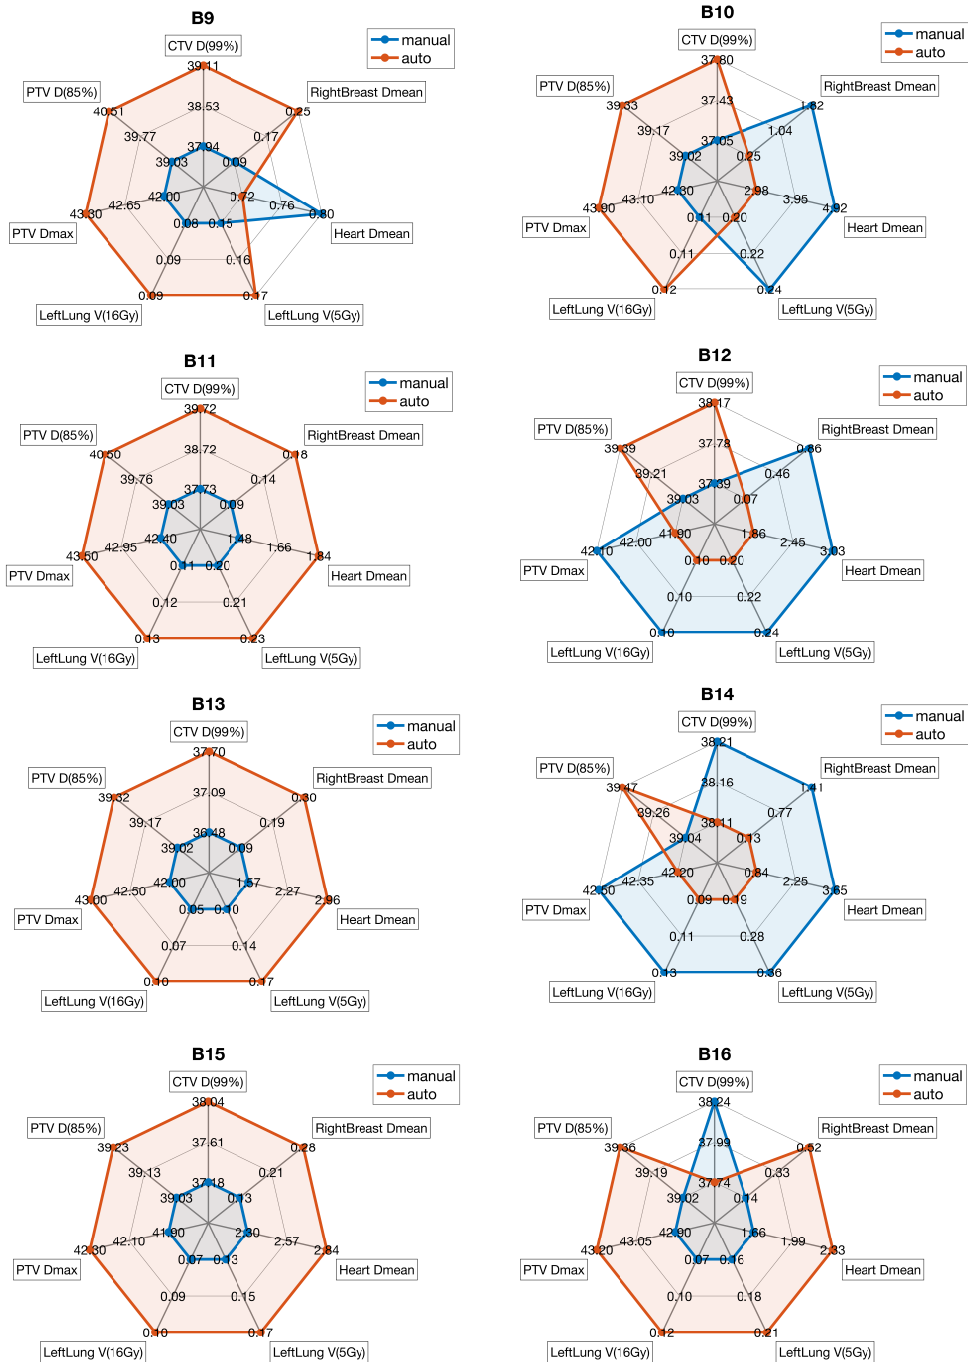 B9
CTV D(99%)
manual
auto
39.11
PTV D(85%)
RightBreast Dmean
40.51
0.25
38.53
39.77
0.17
37.94
39.03
0.09
42.00
0.72
42.65
0.76
43.30
0.80
PTV Dmax
Heart Dmean
0.08
0.15
0.09
0.16
0.09
0.17
LeftLung V(16Gy)
LeftLung V(5Gy)
B10
CTV D(99%)
manual
auto
37.80
PTV D(85%)
RightBreast Dmean
39.33
1.82
37.43
39.17
1.04
37.05
39.02
0.25
42.30
2.98
43.10
3.95
43.90
4.92
PTV Dmax
Heart Dmean
0.11
0.20
0.11
0.22
0.12
0.24
LeftLung V(16Gy)
LeftLung V(5Gy)
B11
CTV D(99%)
manual
auto
39.72
PTV D(85%)
RightBreast Dmean
40.50
0.18
38.72
39.76
0.14
37.73
39.03
0.09
42.40
1.48
42.95
1.66
43.50
1.84
PTV Dmax
Heart Dmean
0.11
0.20
0.12
0.21
0.13
0.23
LeftLung V(16Gy)
LeftLung V(5Gy)
B12
CTV D(99%)
manual
auto
38.17
PTV D(85%)
RightBreast Dmean
39.39
0.86
37.78
39.21
0.46
37.39
39.03
0.07
41.90
1.86
42.00
2.45
42.10
3.03
PTV Dmax
Heart Dmean
0.10
0.20
0.10
0.22
0.10
0.24
LeftLung V(16Gy)
LeftLung V(5Gy)
B13
CTV D(99%)
manual
auto
37.70
PTV D(85%)
RightBreast Dmean
39.32
0.30
37.09
39.17
0.19
36.48
39.02
0.09
42.00
1.57
42.50
2.27
43.00
2.96
PTV Dmax
Heart Dmean
0.05
0.10
0.07
0.14
0.10
0.17
LeftLung V(16Gy)
LeftLung V(5Gy)
B14
CTV D(99%)
manual
auto
38.21
PTV D(85%)
RightBreast Dmean
39.47
1.41
38.16
39.26
0.77
38.11
39.04
0.13
42.20
0.84
42.35
2.25
42.50
3.65
PTV Dmax
Heart Dmean
0.09
0.19
0.11
0.28
0.13
0.36
LeftLung V(16Gy)
LeftLung V(5Gy)
B15
CTV D(99%)
manual
auto
38.04
PTV D(85%)
RightBreast Dmean
39.23
0.28
37.61
39.13
0.21
37.18
39.03
0.13
41.90
2.30
42.10
2.57
42.30
2.84
PTV Dmax
Heart Dmean
0.07
0.13
0.09
0.15
0.10
0.17
LeftLung V(16Gy)
LeftLung V(5Gy)
B16
CTV D(99%)
manual
auto
38.24
PTV D(85%)
RightBreast Dmean
39.36
0.52
37.99
39.19
0.33
37.74
39.02
0.14
42.90
1.66
43.05
1.99
43.20
2.33
PTV Dmax
Heart Dmean
0.07
0.16
0.10
0.18
0.12
0.21
LeftLung V(16Gy)
LeftLung V(5Gy)